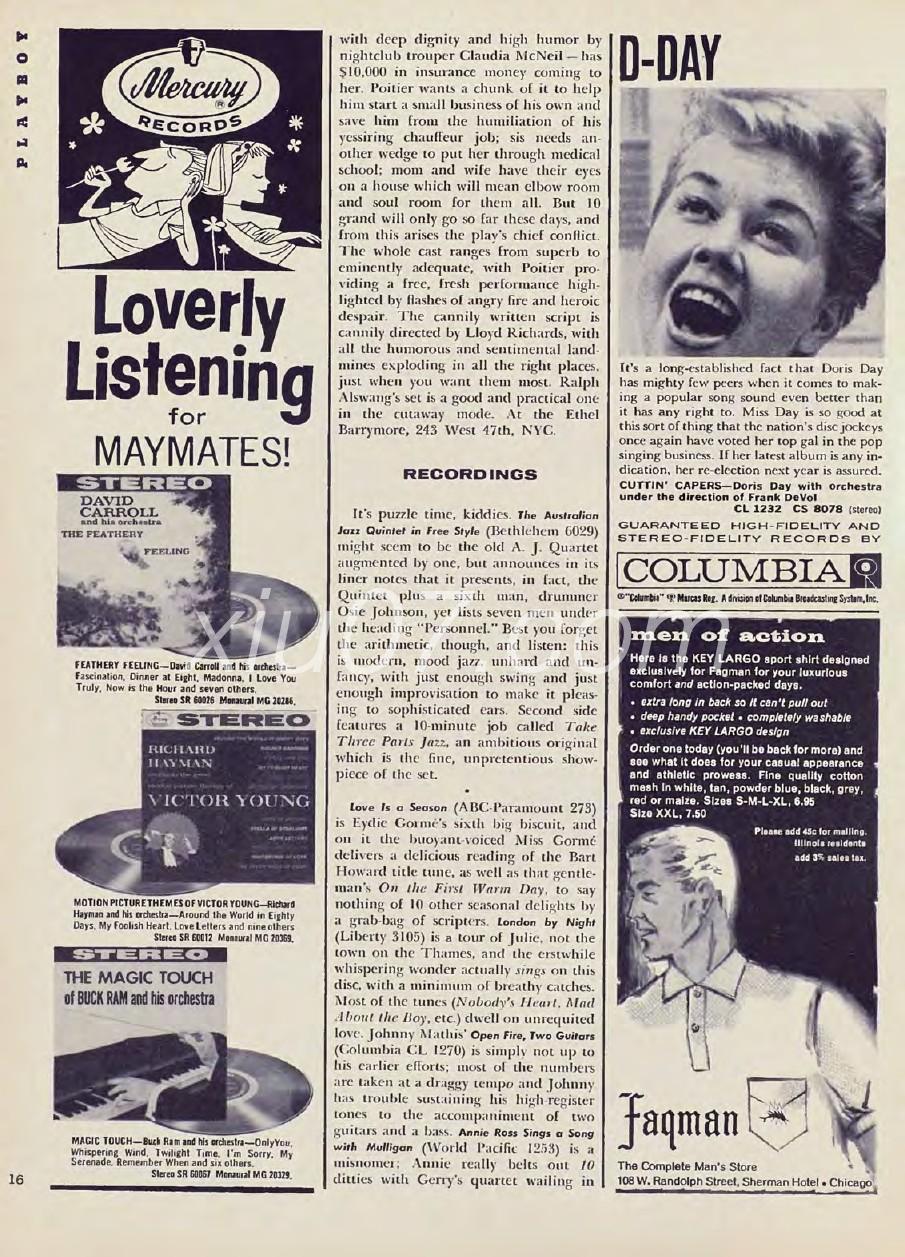 PLAYBOY
Mercury
®
RECORDS
Loverly
Listening
for
MAYMATES!
STEREO
DAVID
CARROLL
and his orchestra
THE FEATHERY
FEELING
FEATHERY FEELING—David Carroll and his orchestra—
Fascination, Dinner at Eight, Madonna, I Love You
Truly, Now is the Hour and seven others.
Stereo SR 60026 Monaural MG 20286.
STEREO
RICHARD
HAYMAN
VICTOR YOUNG
MOTION PICTURE THEMES OF VICTOR YOUNG—Richard
Hayman and his orchestra—Around the World in Eighty
Days, My Foolish Heart, Love Letters and nine others
Stereo SR 60012 Monaural MG 20369.
STEREO
THE MAGIC TOUCH
of BUCK RAM and his orchestra
MAGIC TOUCH—Buck Ram and his orchestra—Only You,
Whispering Wind, Twilight Time, I'm Sorry, My
Serenade, Remember When and six others.
Stereo SR 60067 Monaural MG 20329.
16
with deep dignity and high humor by
nightclub trouper Claudia McNeil — has
$10,000 in insurance money coming to
her. Poitier wants a chunk of it to help
him start a small business of his own and
save him from the humiliation of his
yessiring chauffeur job; sis needs an-
other wedge to put her through medical
school; mom and wife have their eyes
on a house which will mean elbow room
and soul room for them all. But 10
grand will only go so far these days, and
from this arises the play's chief conflict.
The whole cast ranges from superb to
eminently adequate, with Poitier pro-
viding a free, fresh performance high-
lighted by flashes of angry fire and heroic
despair. The cannily written script is
cannily directed by Lloyd Richards, with
all the humorous and sentimental land-
mines exploding in all the right places,
just when you want them most. Ralph
Alswang's set is a good and practical one
in the cutaway mode. At the Ethel
Barrymore, 243 West 47th, NYC.
RECORDINGS
It's puzzle time, kiddies. The Australian
Jazz Quintet in Free Style (Bethlehem 6029)
might seem to be the old A. J. Quartet
augmented by one, but announces in its
liner notes that it presents, in fact, the
Quintet plus a sixth man, drummer
Osie Johnson, yet lists seven men under
the heading "Personnel." Best you forget
the arithmetic, though, and listen: this
is modern, mood jazz, unhard and un-
fancy, with just enough swing and just
enough improvisation to make it pleas-
ing to sophisticated ears. Second side
features a 10-minute job called Take
Three Parts Jazz, an ambitious original
which is the fine, unpretentious show-
piece of the set.
•
Love Is a Season (ABC-Paramount 273)
is Eydie Gormé's sixth big biscuit, and
on it the buoyant-voiced Miss Gormé
delivers a delicious reading of the Bart
Howard title tune, as well as that gentle-
man's On the First Warm Day, to say
nothing of 10 other seasonal delights by
a grab-bag of scripters. London by Night
(Liberty 3105) is a tour of Julie, not the
town on the Thames, and the erstwhile
whispering wonder actually sings on this
disc, with a minimum of breathy catches.
Most of the tunes (Nobody's Heart, Mad
About the Boy, etc.) dwell on unrequited
love. Johnny Mathis' Open Fire, Two Guitars
(Columbia CL 1270) is simply not up to
his earlier efforts; most of the numbers
are taken at a draggy tempo and Johnny
has trouble sustaining his high-register
tones to the accompaniment of two
guitars and a bass. Annie Ross Sings a Song
with Mulligan (World Pacific 1253) is a
misnomer; Annie really belts out 10
ditties with Gerry's quartet wailing in
D-DAY
It's a long-established fact that Doris Day
has mighty few peers when it comes to mak-
ing a popular song sound even better than
it has any right to. Miss Day is so good at
this sort of thing that the nation's disc jockeys
once again have voted her top gal in the pop
singing business. If her latest album is any in-
dication, her re-election next year is assured.
CUTTIN' CAPERS—Doris Day with orchestra
under the direction of Frank DeVol
CL 1232 CS 8078 (stereo)
GUARANTEED HIGH-FIDELITY AND
STEREO-FIDELITY RECORDS BY
COLUMBIA
® "Columbia" Marcas Reg. A division of Columbia Broadcasting System, Inc.
men of action
Here is the KEY LARGO sport shirt designed
exclusively for Faqman for your luxurious
comfort and action-packed days.
• extra long in back so it can't pull out
• deep handy pocket • completely washable
• exclusive KEY LARGO design
Order one today (you'll be back for more) and
see what it does for your casual appearance
and athletic prowess. Fine quality cotton
mesh in white, tan, powder blue, black, grey,
red or maize. Sizes S-M-L-XL, 6.95
Size XXL, 7.50
Please add 45c for mailing.
Illinois residents
add 3% sales tax.
Faqman
The Complete Man's Store
108 W. Randolph Street, Sherman Hotel • Chicago
xiualz.com